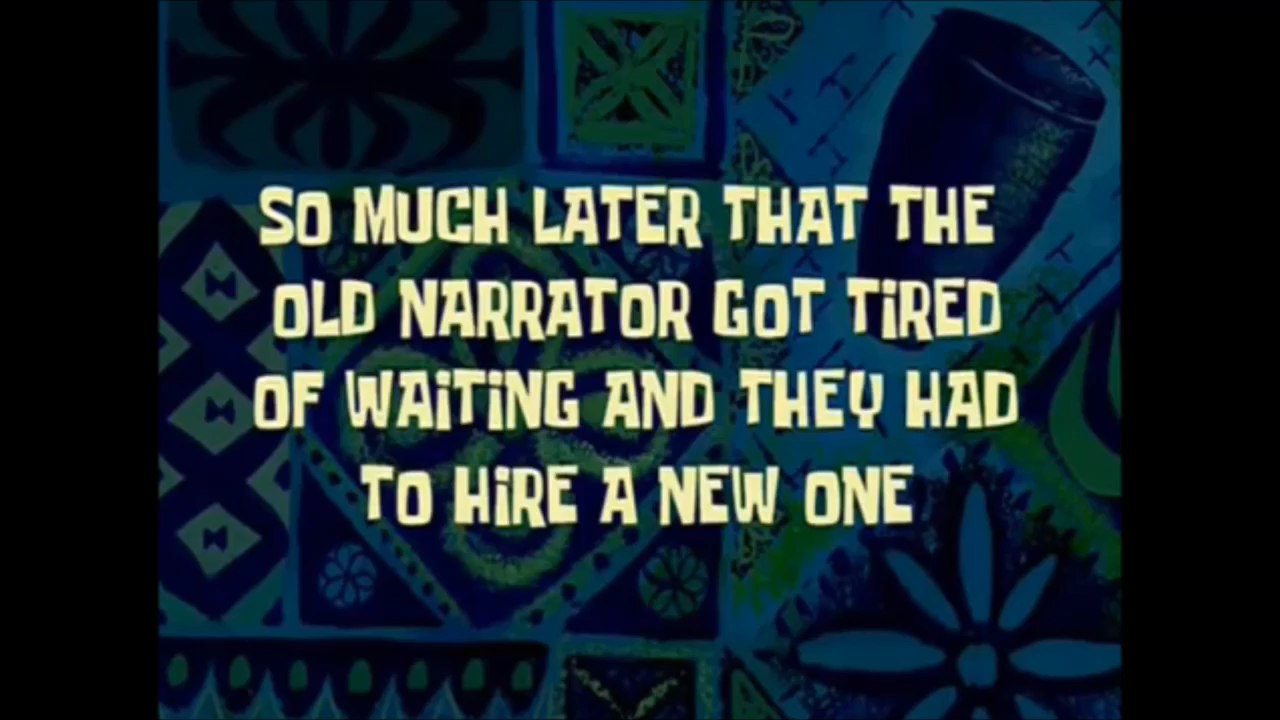 SO MUCH LATER THAT THE
OLD NARRATOR GOT TiRED
OF WAiTiNG AND THEY HAD
TO HiRE A NEW ONE